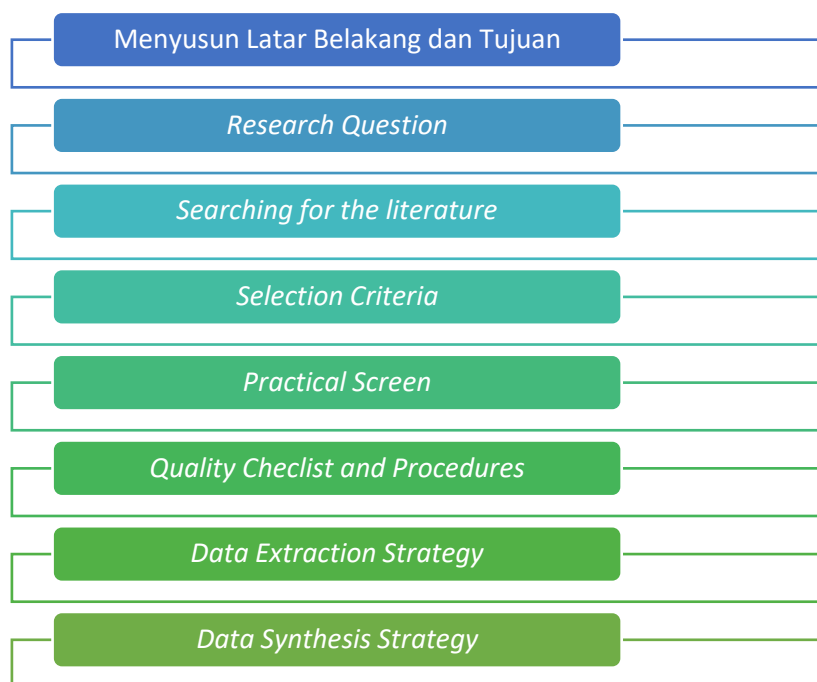 Menyusun Latar Belakang dan Tujuan
Research Question
Searching for the literature
Selection Criteria
Practical Screen
Quality Checlist and Procedures
Data Extraction Strategy
Data Synthesis Strategy